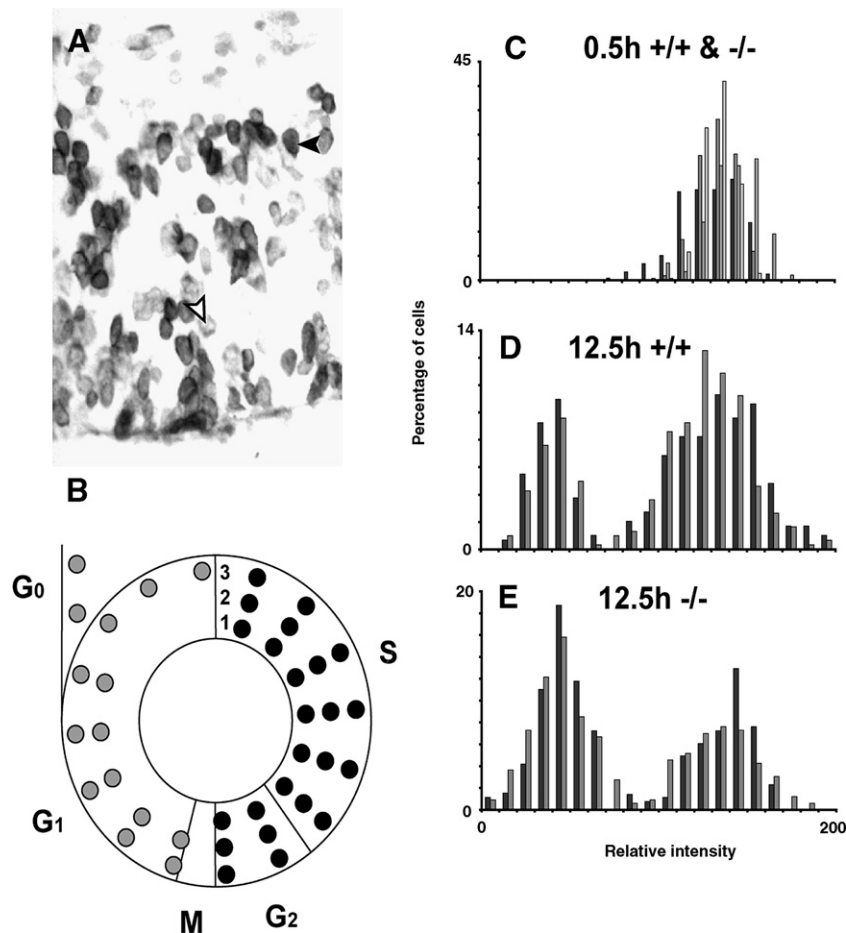 A
B
G0
G1
M
G2
S
3
2
1
C 0.5h +/+ & -/-
45
0
D 12.5h +/+
14
0
E 12.5h -/-
20
0
0 200
Percentage of cells
Relative intensity